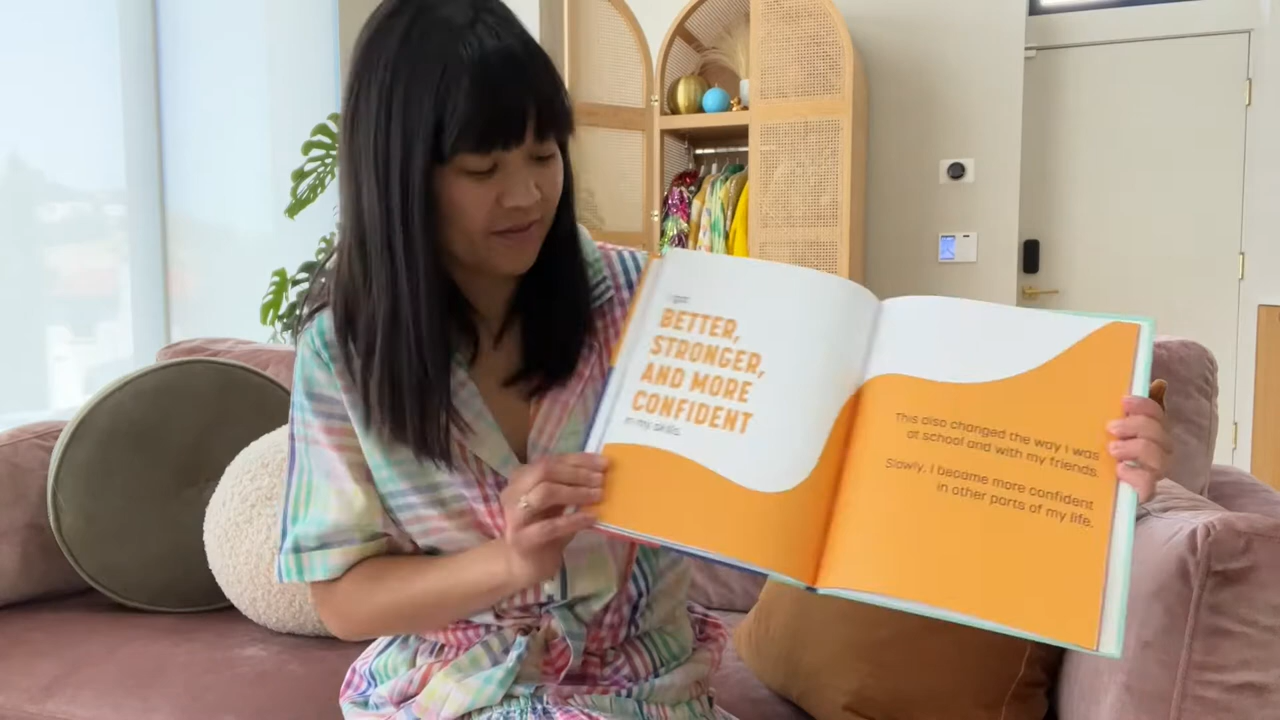 I got
BETTER,
STRONGER,
AND MORE
CONFIDENT
in my skills.
This also changed the way I was
at school and with my friends.
Slowly, I became more confident
in other parts of my life.